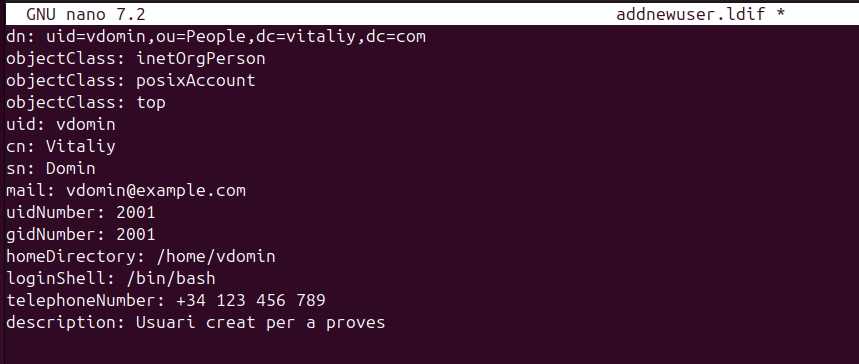 GNU nano 7.2 addnewuser.ldif *
dn: uid=vdomin,ou=People,dc=vitaliy,dc=com
objectClass: inetOrgPerson
objectClass: posixAccount
objectClass: top
uid: vdomin
cn: Vitaliy
sn: Domin
mail: vdomin@example.com
uidNumber: 2001
gidNumber: 2001
homeDirectory: /home/vdomin
loginShell: /bin/bash
telephoneNumber: +34 123 456 789
description: Usuari creat per a proves